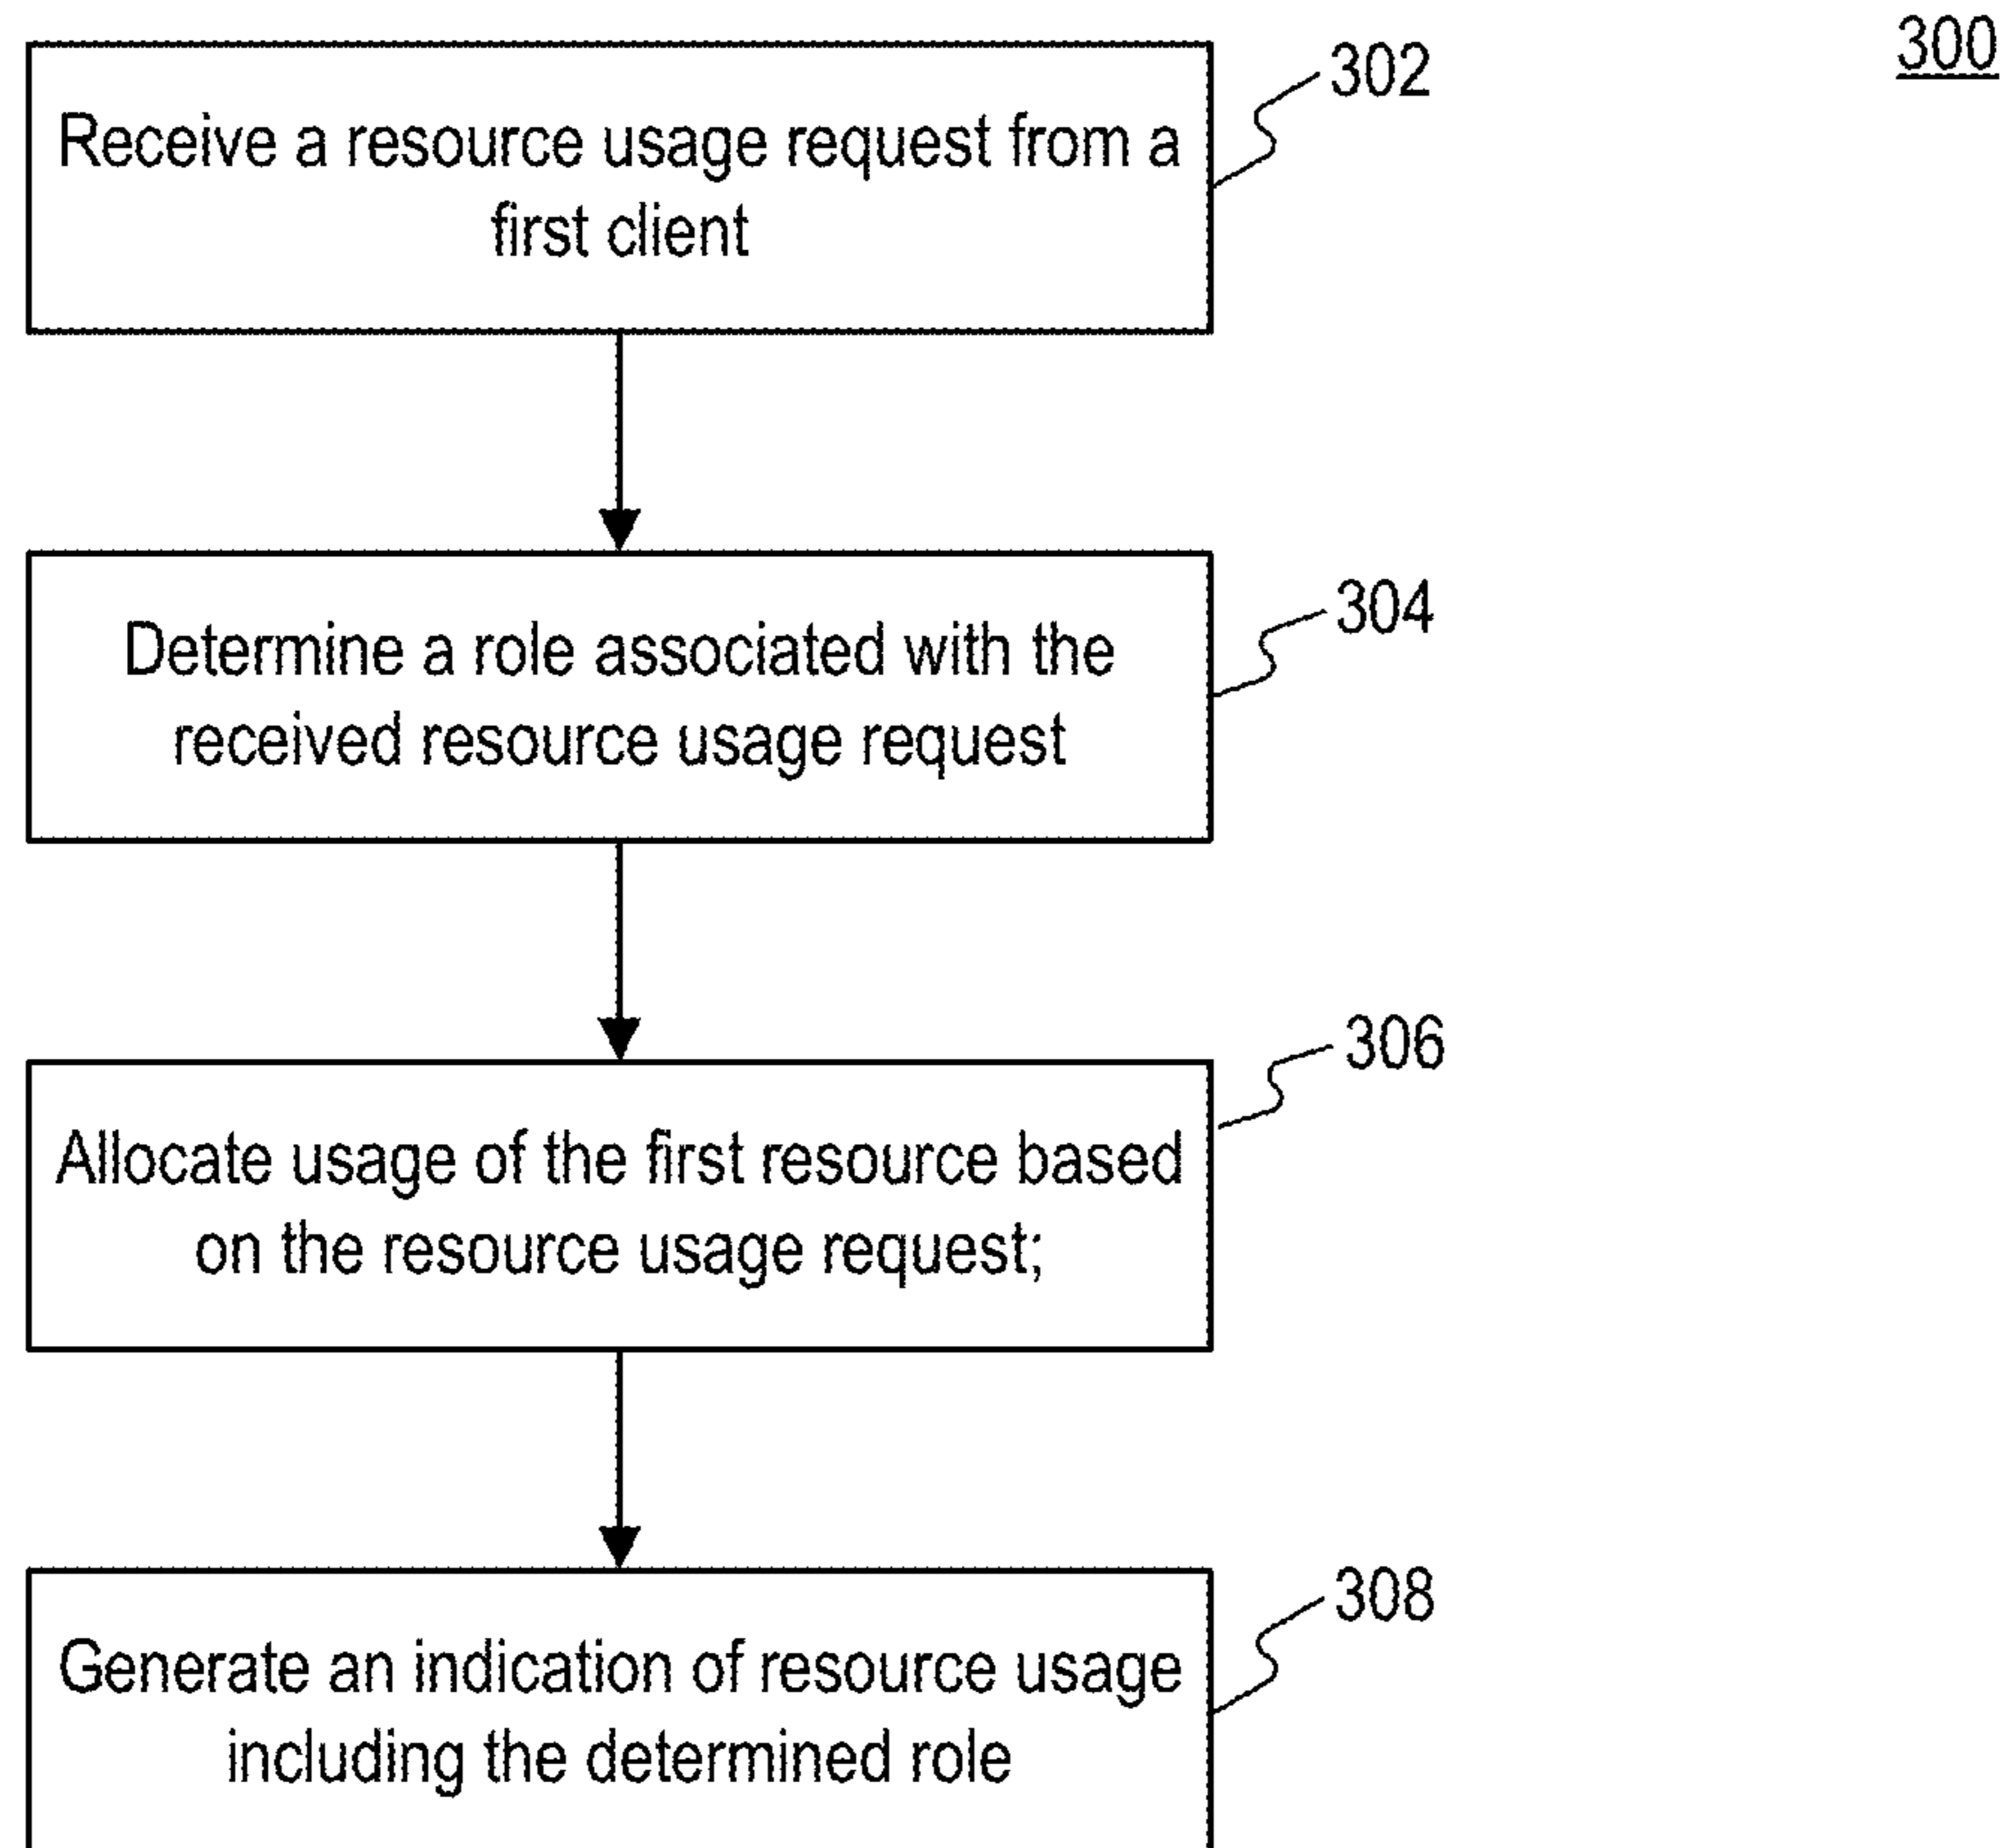 300
302
Receive a resource usage request from a
first client
304
Determine a role associated with the
received resource usage request
306
Allocate usage of the first resource based
on the resource usage request;
308
Generate an indication of resource usage
including the determined role